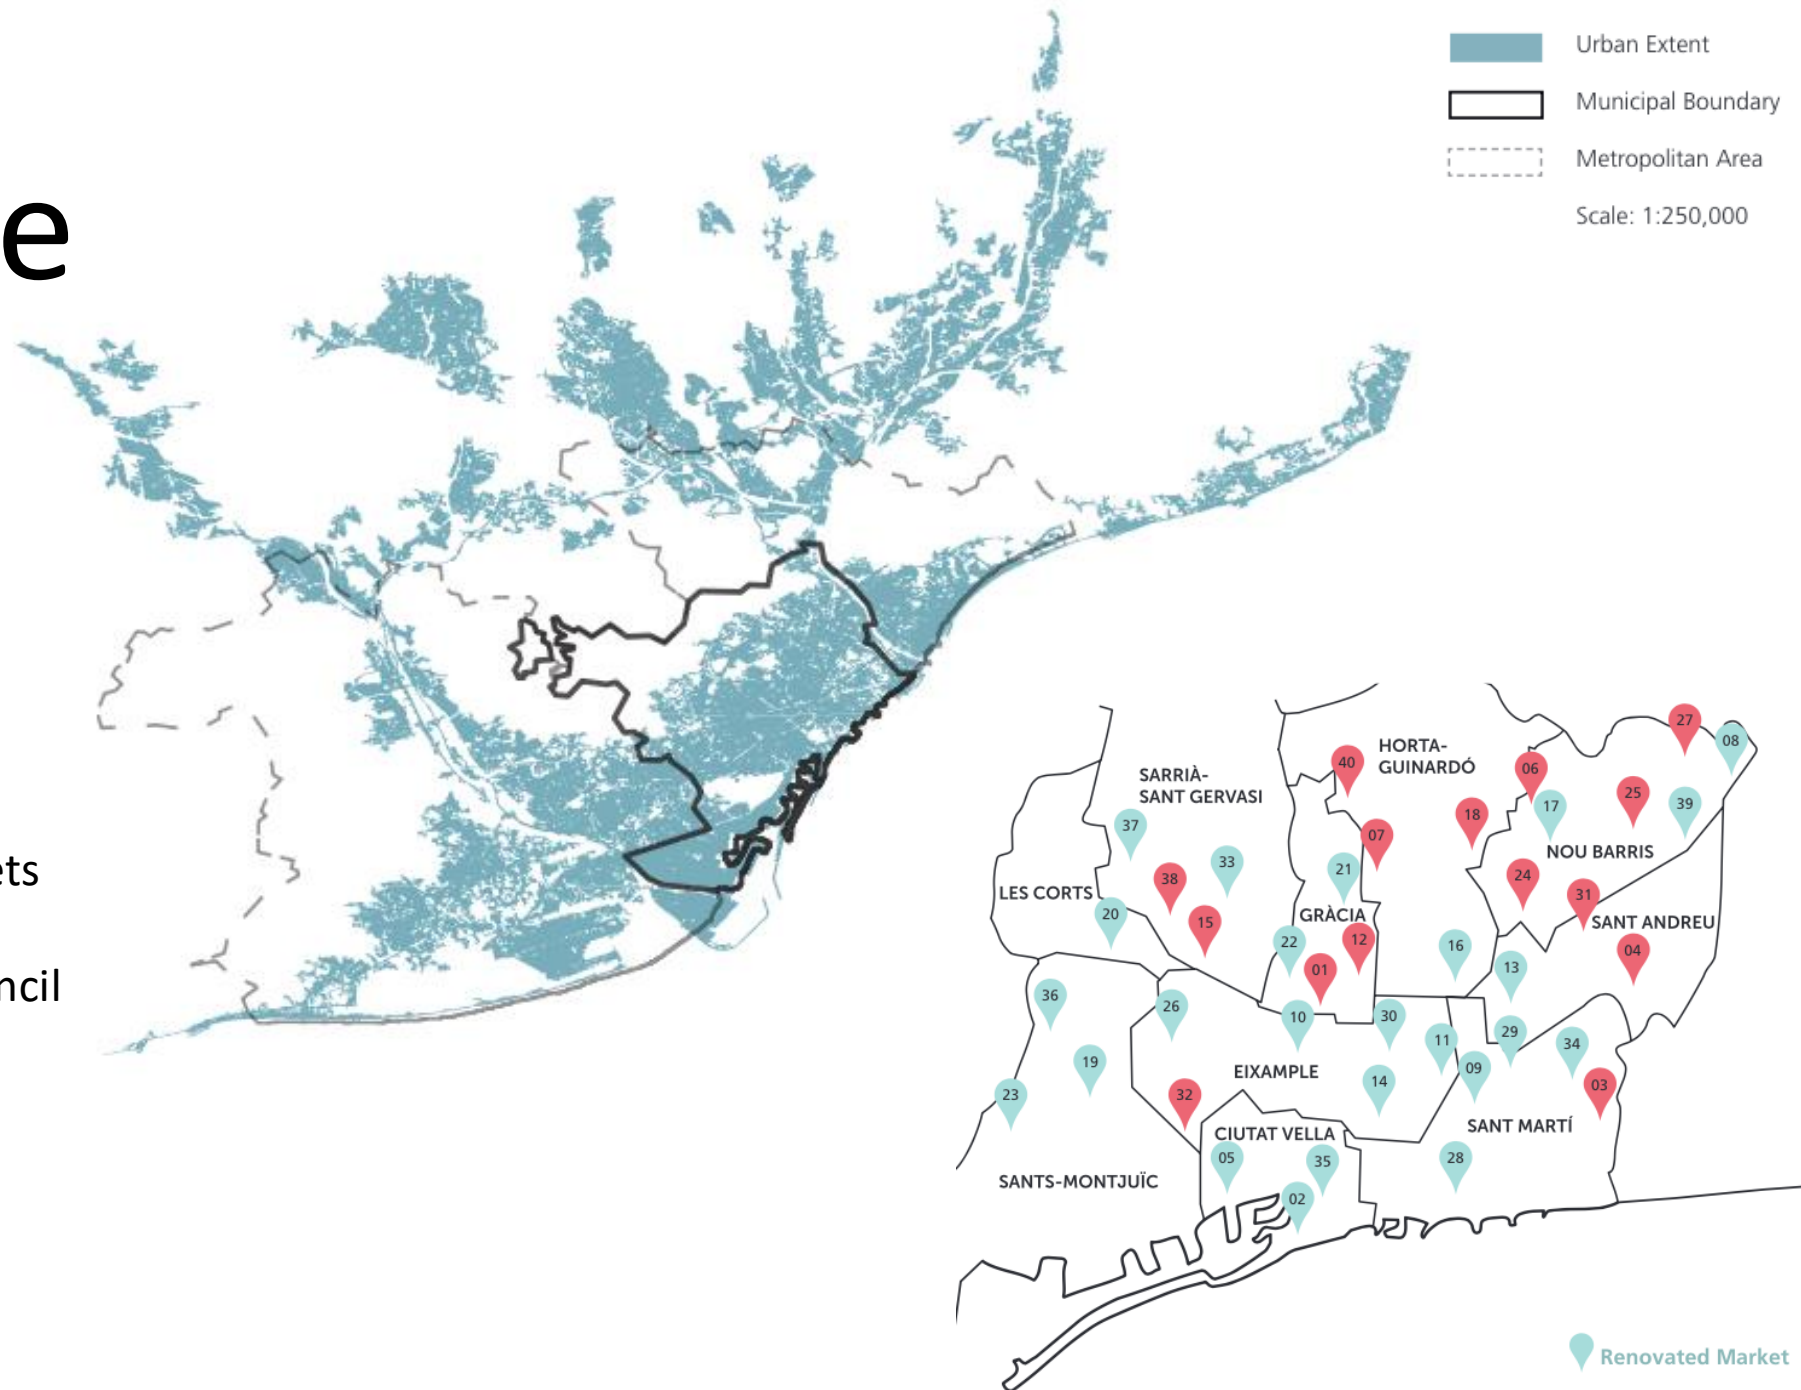 e
ets
ncil
Urban Extent
Municipal Boundary
Metropolitan Area
Scale: 1:250,000
27
08
HORTA-
GUINARDÓ
40
06
SARRIÀ-
SANT GERVASI
25
39
17
18
37
07
NOU BARRIS
33
21
24
38
LES CORTS
31
20
GRÀCIA
15
SANT ANDREU
22
12
16
04
01
13
36
26
10
30
29
11
34
19
EIXAMPLE
09
14
03
23
32
SANT MARTÍ
CIUTAT VELLA
05
35
28
SANTS-MONTJUÏC
02
Renovated Market